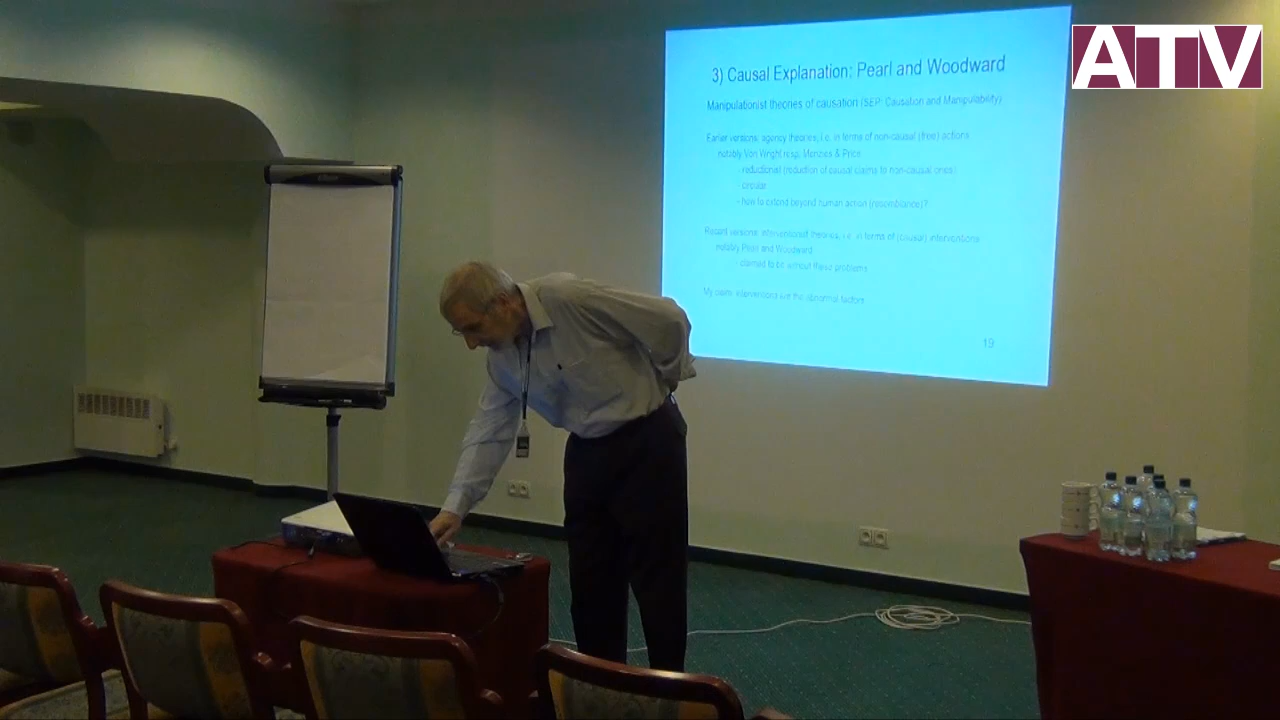 ATV
3) Causal Explanation: Pearl and Woodward
Manipulationist theories of causation (SEP: Causation and Manipulability)
Earlier versions: agency theories, i.e. in terms of non-causal (free) actions
notably Von Wright resp. Menzies & Price
- reductionist (reduction of causal claims to non-causal ones)
- circular
- how to extend beyond human action (resemblance)?
Recent versions: interventionist theories, i.e. in terms of (causal) interventions
notably Pearl and Woodward
- claimed to be without these problems
My claim: interventions are the abnormal factors
19